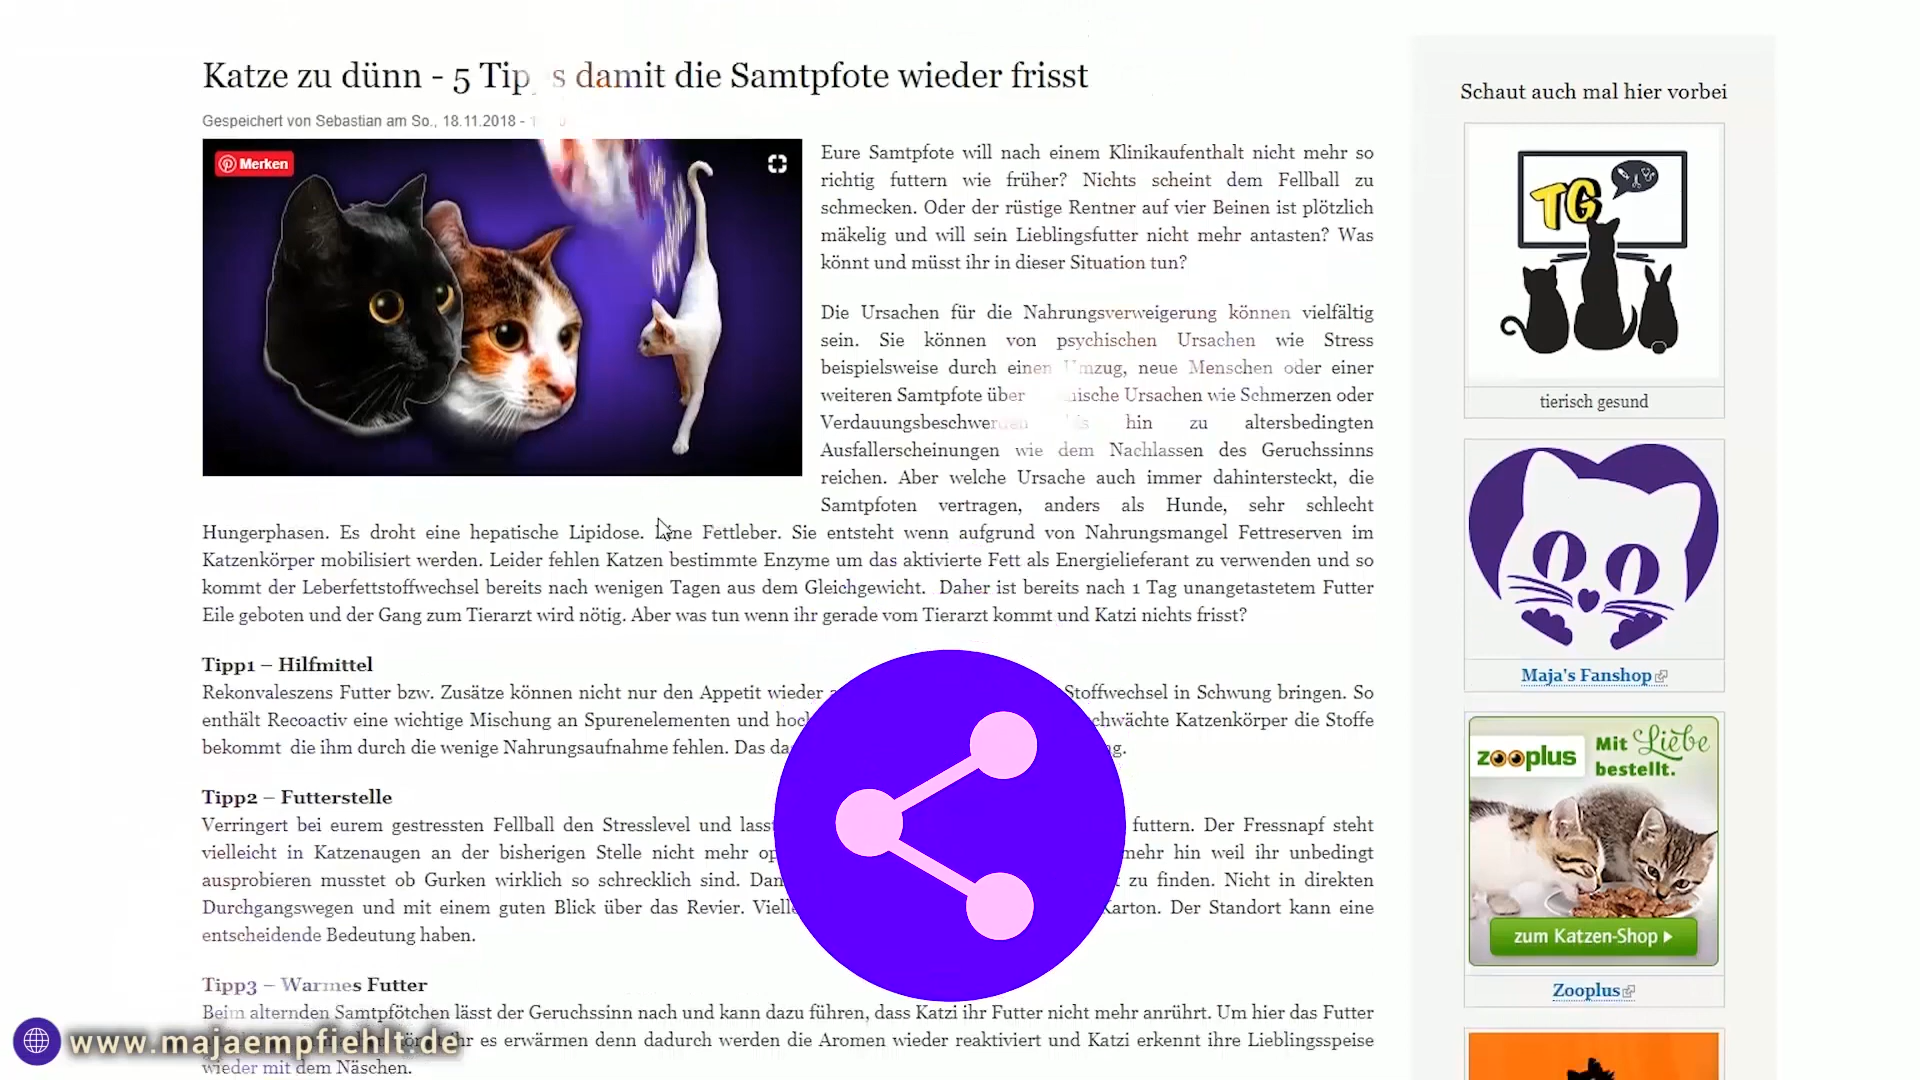 Katze zu dünn - 5 Tipps damit die Samtpfote wieder frisst
Gespeichert von Sebastian am So., 18.11.2018 -
Merken
Eure Samtpfote will nach einem Klinikaufenthalt nicht mehr so
richtig futtern wie früher? Nichts scheint dem Fellball zu
schmecken. Oder der rüstige Rentner auf vier Beinen ist plötzlich
mäkelig und will sein Lieblingsfutter nicht mehr antasten? Was
könnt und müsst ihr in dieser Situation tun?
Die Ursachen für die Nahrungsverweigerung können vielfältig
sein. Sie können von psychischen Ursachen wie Stress
beispielsweise durch einen Umzug, neue Menschen oder einer
weiteren Samtpfote über Ursachen wie Schmerzen oder
Verdauungsbeschwerden hin zu altersbedingten
Ausfallerscheinungen wie dem Nachlassen des Geruchssinns
reichen. Aber welche Ursache auch immer dahintersteckt, die
Samtpfoten vertragen, anders als Hunde, sehr schlecht
Hungerphasen. Es droht eine hepatische Lipidose. Eine Fettleber. Sie entsteht wenn aufgrund von Nahrungsmangel Fettreserven im
Katzenkörper mobilisiert werden. Leider fehlen Katzen bestimmte Enzyme um das aktivierte Fett als Energielieferant zu verwenden und so
kommt der Leberfettstoffwechsel bereits nach wenigen Tagen aus dem Gleichgewicht. Daher ist bereits nach 1 Tag unangetastetem Futter
Eile geboten und der Gang zum Tierarzt wird nötig. Aber was tun wenn ihr gerade vom Tierarzt kommt und Katzi nichts frisst?
Tipp1 – Hilfmittel
Rekonvaleszens Futter bzw. Zusätze können nicht nur den Appetit wieder Stoffwechsel in Schwung bringen. So
enthält Recoactiv eine wichtige Mischung an Spurenelementen und Katzenkörper die Stoffe
bekommt die ihm durch die wenige Nahrungsaufnahme fehlen. Das
Tipp2 – Futterstelle
Verringert bei eurem gestressten Fellball den Stresslevel und lasst futtern. Der Fressnapf steht
vielleicht in Katzenaugen an der bisherigen Stelle nicht mehr mehr hin weil ihr unbedingt
ausprobieren musstet ob Gurken wirklich so schrecklich sind. zu finden. Nicht in direkten
Durchgangswegen und mit einem guten Blick über das Revier. Karton. Der Standort kann eine
entscheidende Bedeutung haben.
Tipp3 – Warmes Futter
Beim alternden Samtpfötchen lässt der Geruchssinn nach und kann dazu führen, dass Katzi ihr Futter nicht mehr anrührt. Um hier das Futter
es erwärmen denn dadurch werden die Aromen wieder reaktiviert und Katzi erkennt ihre Lieblingsspeise
wieder mit dem Näschen.
www.majaempfiehlt.de
Schaut auch mal hier vorbei
TG
tierisch gesund
Maja's Fanshop
zooplus
Mit Liebe
bestellt.
zum Katzen-Shop
Zooplus